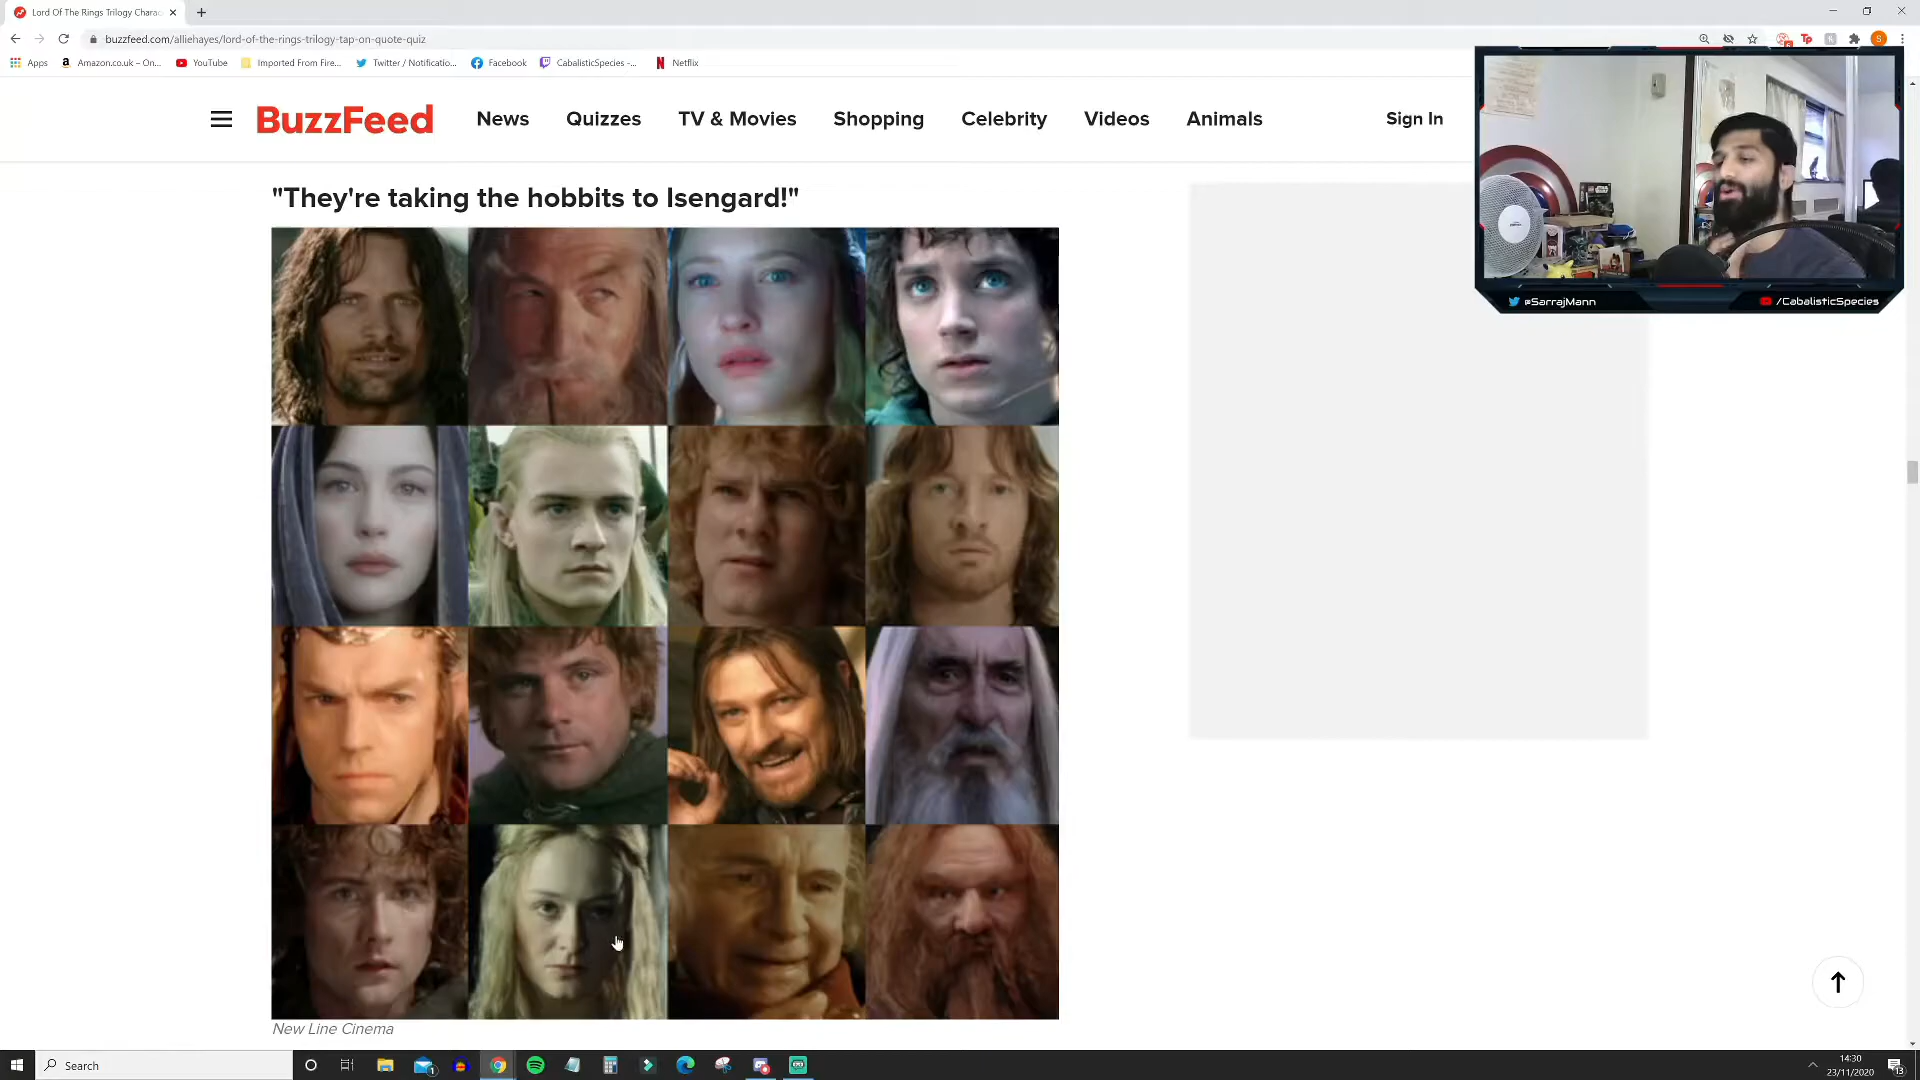 Lord Of The Rings Trilogy Charac
buzzfeed.com/alliehayes/lord-of-the-rings-trilogy-tap-on-quote-quiz
Apps
Amazon.co.uk – On...
YouTube
Imported From Fire...
Twitter / Notificatio...
Facebook
CabalisticSpecies -...
Netflix
BuzzFeed
News
Quizzes
TV & Movies
Shopping
Celebrity
Videos
Animals
Sign In
@SarrajMann
/CabalisticSpecies
"They're taking the hobbits to Isengard!"
New Line Cinema
Search
14:30
23/11/2020